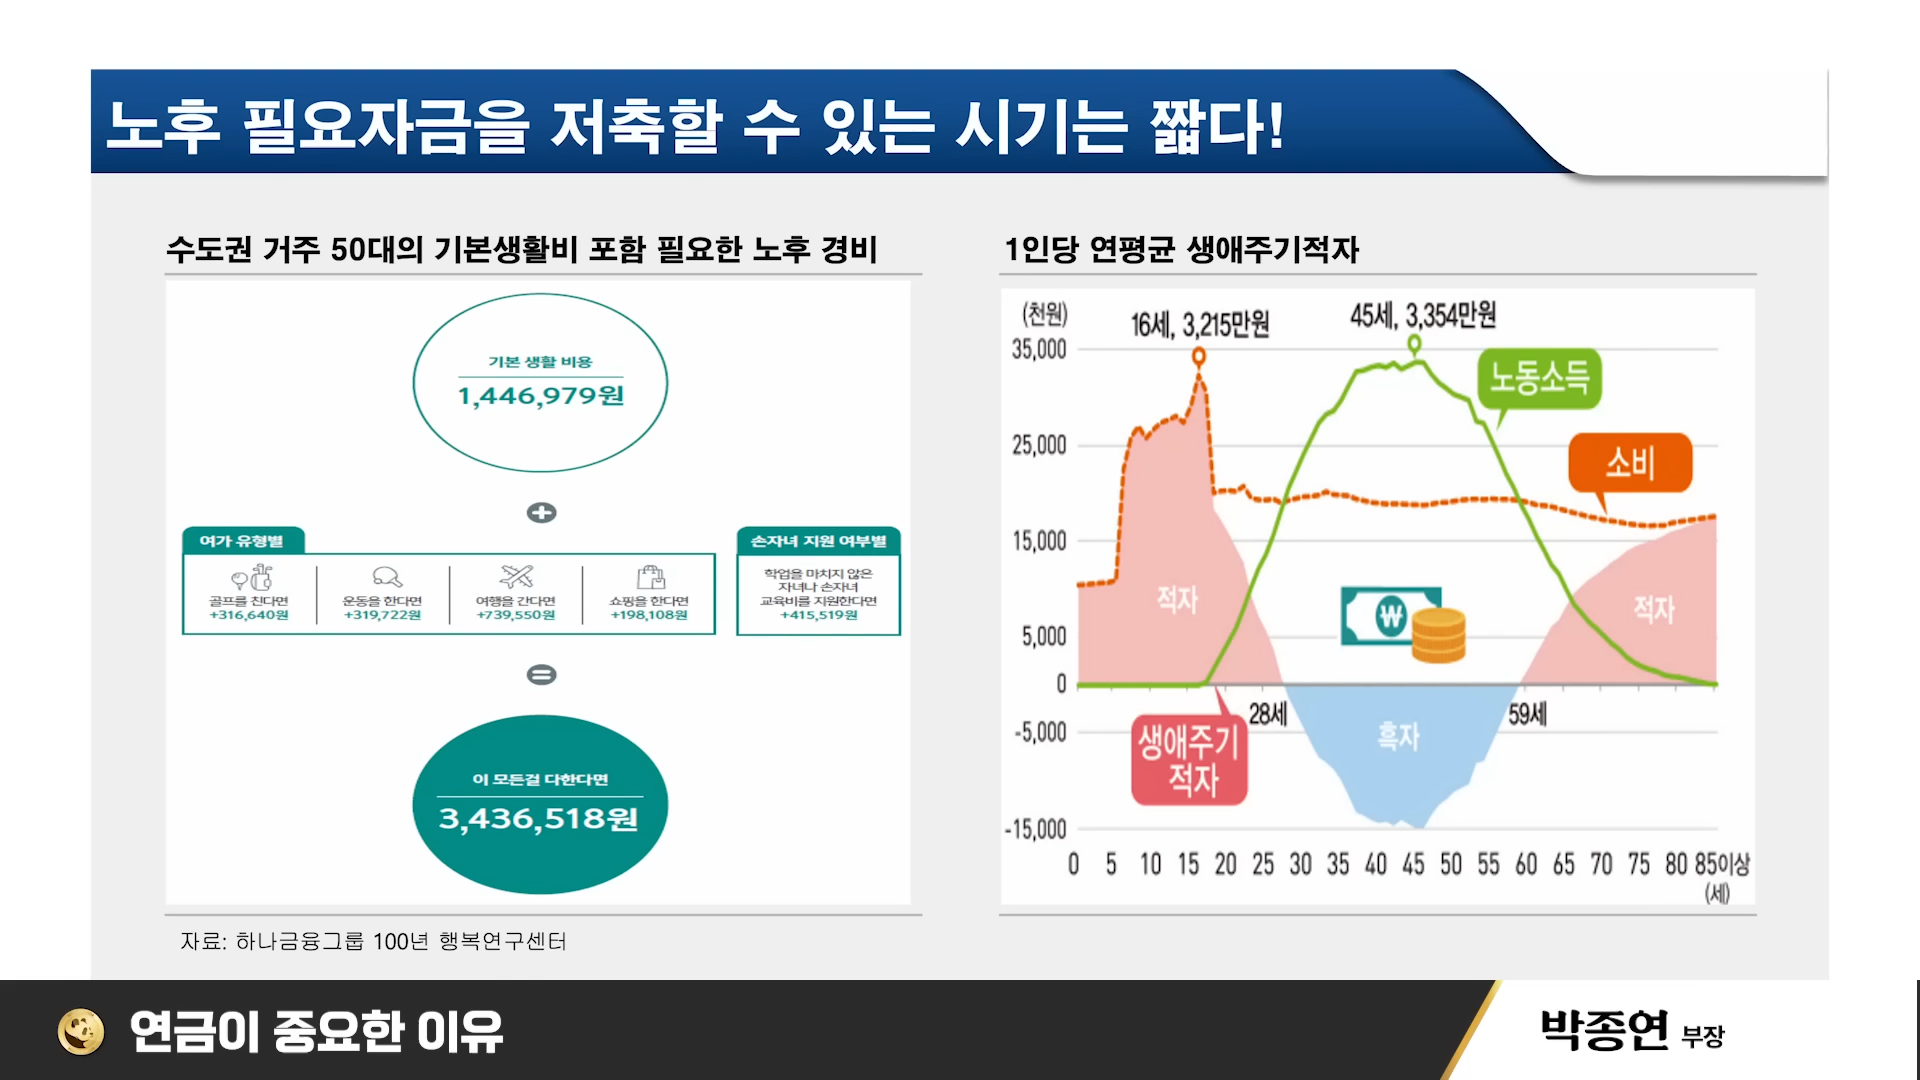 노후 필요자금을 저축할 수 있는 시기는 짧다!
수도권 거주 50대의 기본생활비 포함 필요한 노후 경비
기본 생활 비용
1,446,979원
여가 유형별
골프를 친다면
+316,640원
운동을 한다면
+319,722원
여행을 간다면
+739,550원
쇼핑을 한다면
+198,108원
손자녀 지원 여부별
학업을 마치지 않은
자녀나 손자녀
교육비를 지원한다면
+415,519원
이 모든걸 다한다면
3,436,518원
자료: 하나금융그룹 100년 행복연구센터
1인당 연평균 생애주기적자
(천원)
16세, 3,215만원
45세, 3,354만원
35,000
25,000
15,000
5,000
0
-5,000
-15,000
노동소득
소비
적자
적자
흑자
28세
59세
생애주기
적자
0 5 10 15 20 25 30 35 40 45 50 55 60 65 70 75 80 85이상
(세)
연금이 중요한 이유
박종연 부장